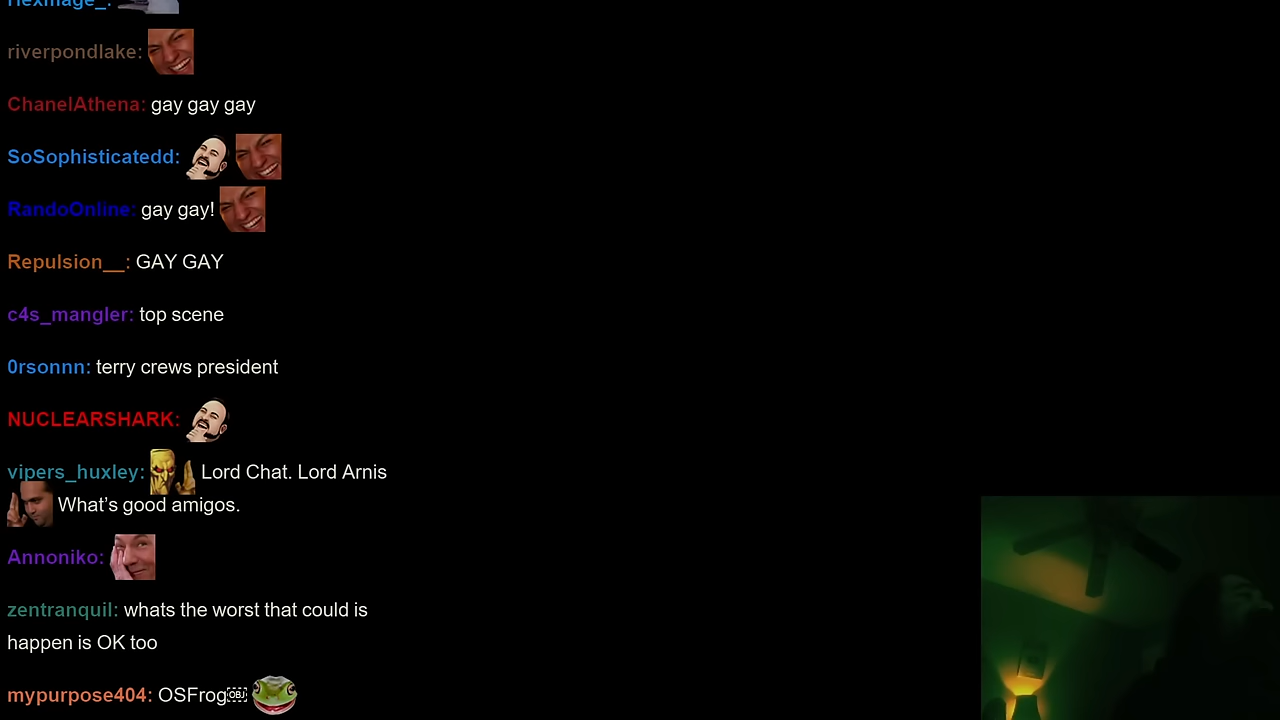 Hexmage_:
riverpondlake:
ChanelAthena: gay gay gay
SoSophisticatedd:
RandoOnline: gay gay!
Repulsion__: GAY GAY
c4s_mangler: top scene
0rsonnn: terry crews president
NUCLEARSHARK:
vipers_huxley: Lord Chat. Lord Arnis
What’s good amigos.
Annoniko:
zentranquil: whats the worst that could is
happen is OK too
mypurpose404: OSFrog￼